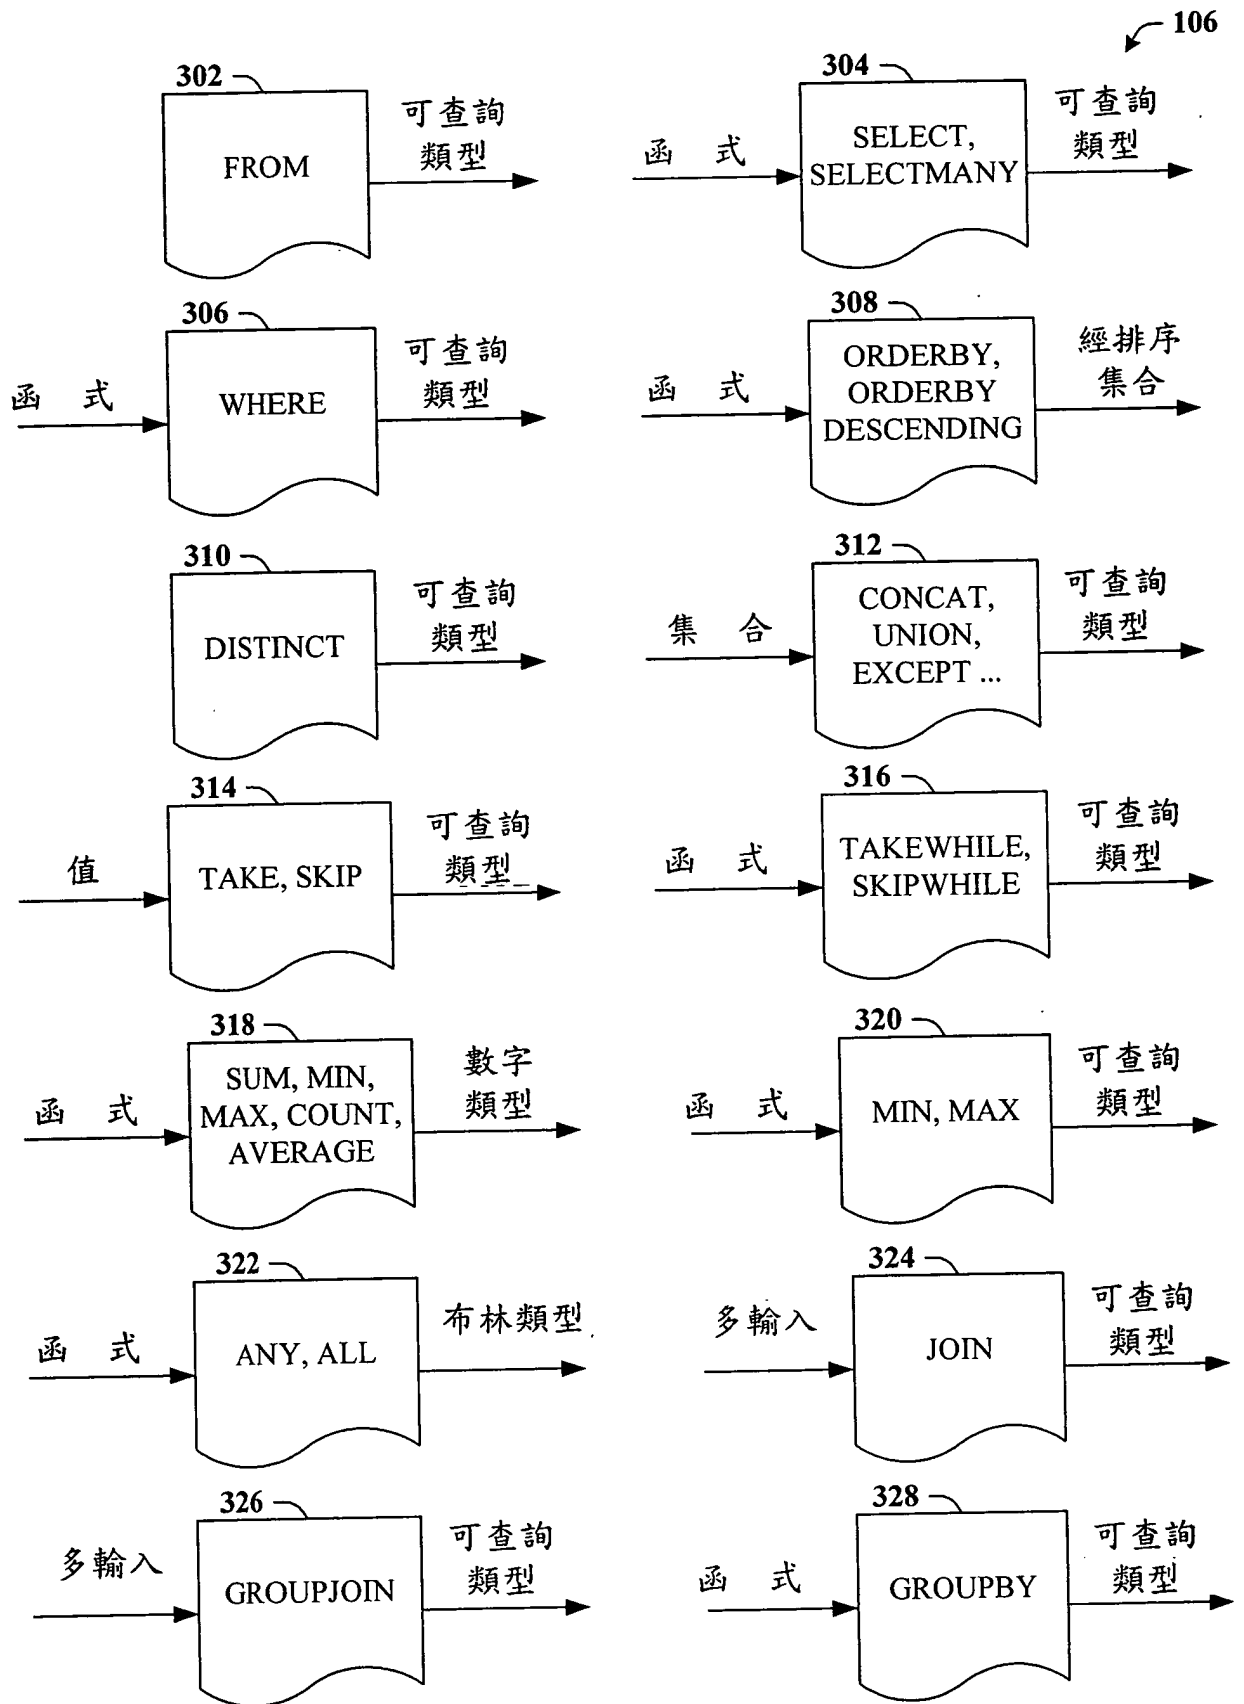 106
302
FROM
可查詢
類型
304
函式
SELECT,
SELECTMANY
可查詢
類型
306
函式
WHERE
可查詢
類型
308
函式
ORDERBY,
ORDERBY
DESCENDING
經排序
集合
310
DISTINCT
可查詢
類型
312
集合
CONCAT,
UNION,
EXCEPT ...
可查詢
類型
314
值
TAKE, SKIP
可查詢
類型
316
函式
TAKEWHILE,
SKIPWHILE
可查詢
類型
318
函式
SUM, MIN,
MAX, COUNT,
AVERAGE
數字
類型
320
函式
MIN, MAX
可查詢
類型
322
函式
ANY, ALL
布林類型
324
多輸入
JOIN
可查詢
類型
326
多輸入
GROUPJOIN
可查詢
類型
328
函式
GROUPBY
可查詢
類型